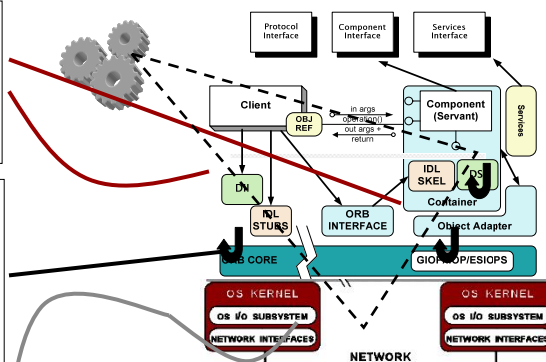 Protocol
Interface
Component
Interface
Services
Interface
Client
OBJ
REF
in args
operation()
out args +
return
Component
(Servant)
Services
DII
IDL
STUBS
ORB
INTERFACE
IDL
SKEL
DSI
Container
Object Adapter
ORB CORE
GIOP/IIOP/ESIOPS
OS KERNEL
OS I/O SUBSYSTEM
NETWORK INTERFACES
OS KERNEL
OS I/O SUBSYSTEM
NETWORK INTERFACES
NETWORK